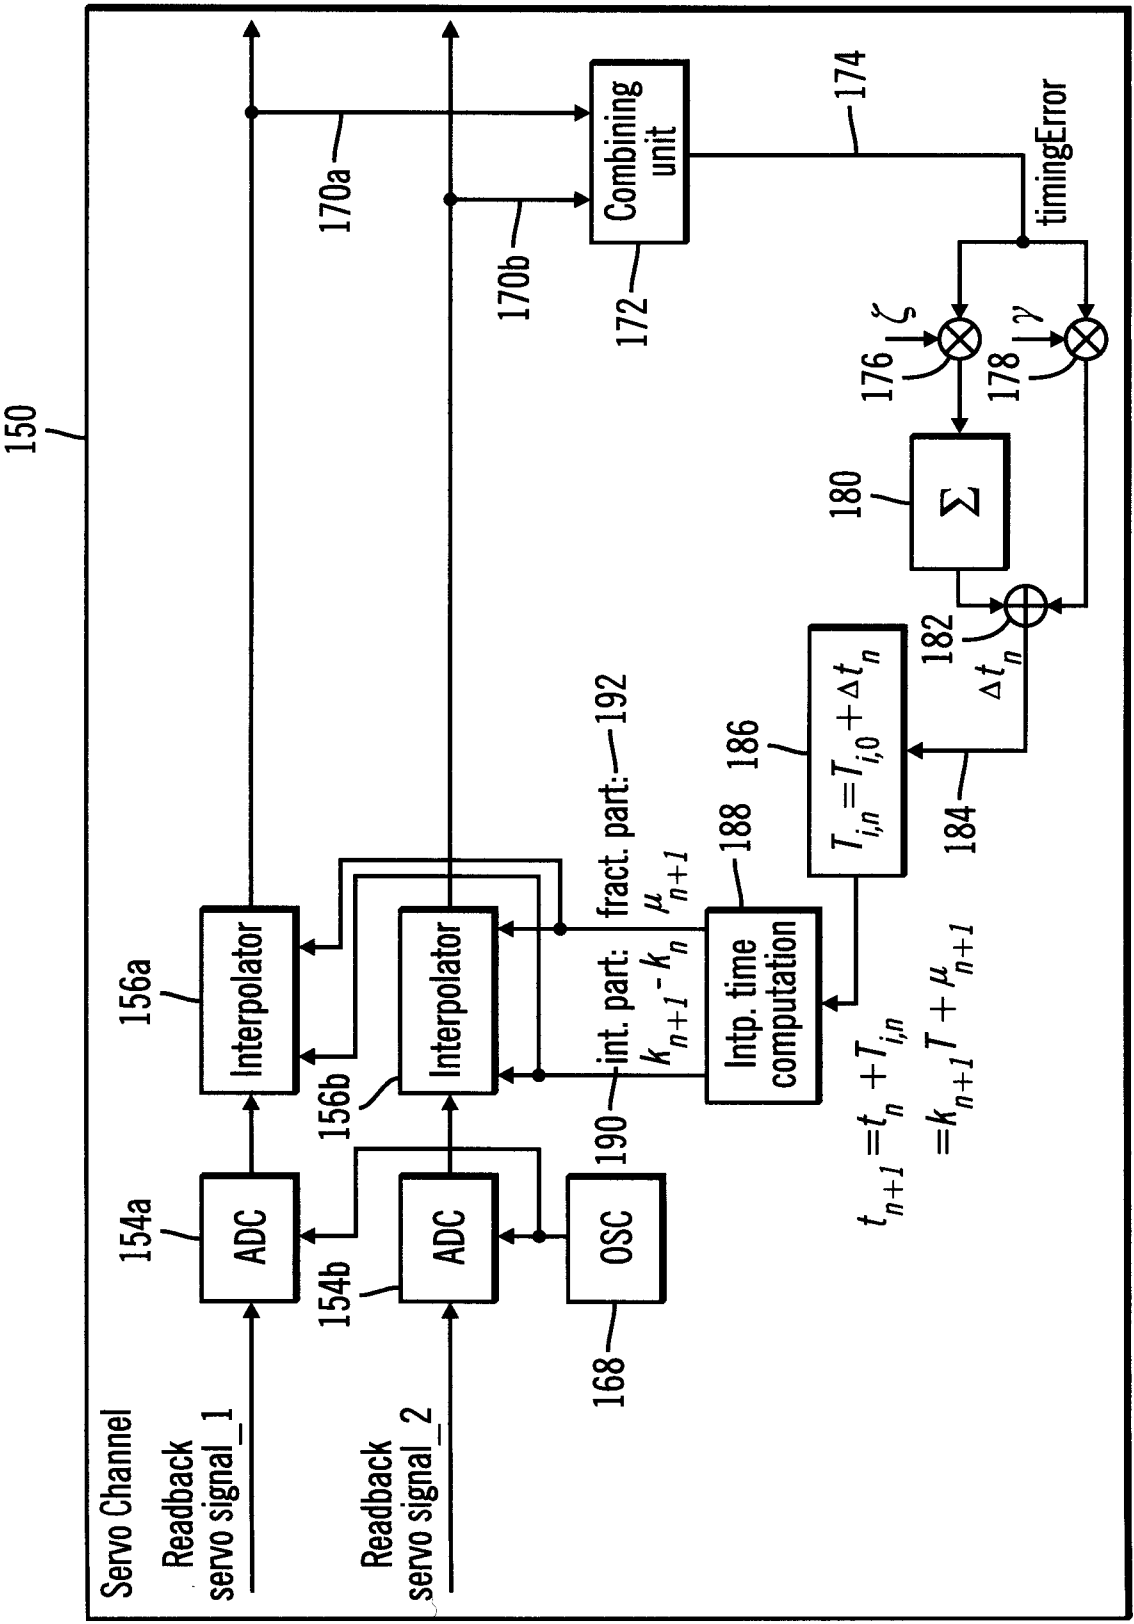 150
Servo Channel
Readback
servo signal_1
154a
ADC
156a
Interpolator
170a
Readback
servo signal_2
154b
ADC
156b
Interpolator
170b
168
OSC
190
int. part:
k_{n+1} - k_n
fract. part:
μ_{n+1}
192
172
Combining
unit
174
188
Intp. time
computation
t_{n+1} = t_n + T_{i,n}
= k_{n+1} T + μ_{n+1}
186
T_{i,n} = T_{i,0} + Δt_n
184
Δt_n
182
180
Σ
176
ζ
178
γ
timingError